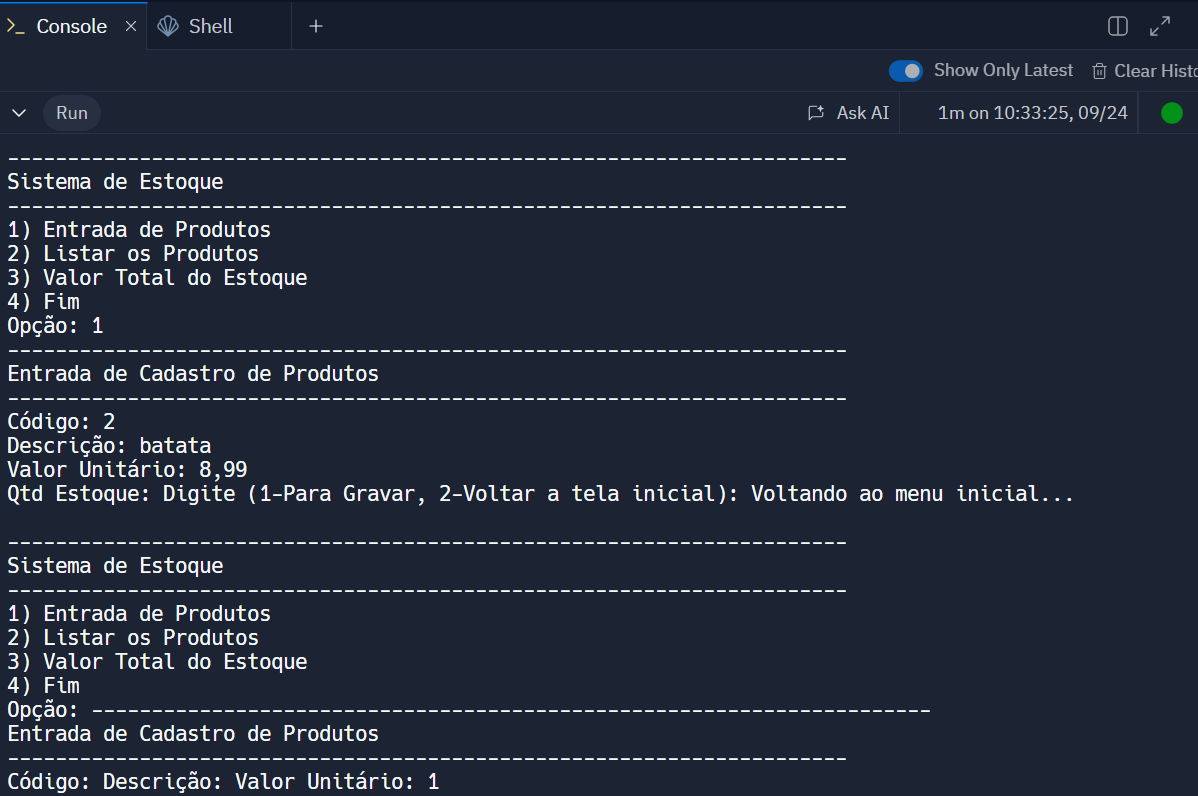 Console × Shell +
Show Only Latest Clear Histo
Run Ask AI 1m on 10:33:25, 09/24
----------------------------------------------------------------------
Sistema de Estoque
----------------------------------------------------------------------
1) Entrada de Produtos
2) Listar os Produtos
3) Valor Total do Estoque
4) Fim
Opção: 1
----------------------------------------------------------------------
Entrada de Cadastro de Produtos
----------------------------------------------------------------------
Código: 2
Descrição: batata
Valor Unitário: 8,99
Qtd Estoque: Digite (1-Para Gravar, 2-Voltar a tela inicial): Voltando ao menu inicial...
----------------------------------------------------------------------
Sistema de Estoque
----------------------------------------------------------------------
1) Entrada de Produtos
2) Listar os Produtos
3) Valor Total do Estoque
4) Fim
Opção: ----------------------------------------------------------------------
Entrada de Cadastro de Produtos
----------------------------------------------------------------------
Código: Descrição: Valor Unitário: 1